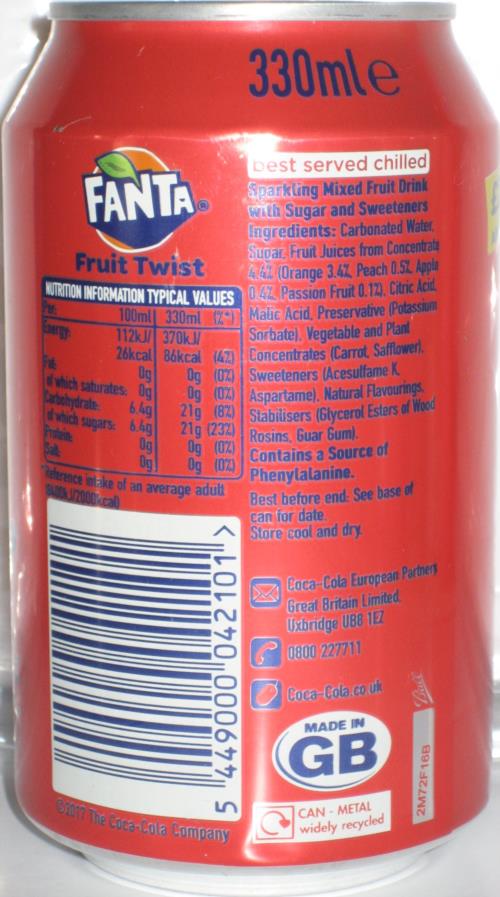 330ml e
FANTA®
Fruit Twist
NUTRITION INFORMATION TYPICAL VALUES
Per: 100ml 330ml (%*)
Energy: 112kJ/ 370kJ/
26kcal 86kcal (4%)
Fat: 0g 0g (0%)
of which saturates: 0g 0g (0%)
Carbohydrate: 6.4g 21g (8%)
of which sugars: 6.4g 21g (23%)
Protein: 0g 0g (0%)
Salt: 0g 0g (0%)
*Reference intake of an average adult
(8400kJ/2000kcal)
5 449000 042101 >
©2017 The Coca-Cola Company
best served chilled
Sparkling Mixed Fruit Drink
with Sugar and Sweeteners
Ingredients: Carbonated Water,
Sugar, Fruit Juices from Concentrate
4.4% (Orange 3.4%, Peach 0.5%, Apple
0.4%, Passion Fruit 0.1%), Citric Acid,
Malic Acid, Preservative (Potassium
Sorbate), Vegetable and Plant
Concentrates (Carrot, Safflower),
Sweeteners (Acesulfame K,
Aspartame), Natural Flavourings,
Stabilisers (Glycerol Esters of Wood
Rosins, Guar Gum).
Contains a Source of
Phenylalanine.
Best before end: See base of
can for date.
Store cool and dry.
Coca-Cola European Partners
Great Britain Limited,
Uxbridge UB8 1EZ
0800 227711
Coca-Cola.co.uk
MADE IN
GB
CAN - METAL
widely recycled
2M72F16B
Ball